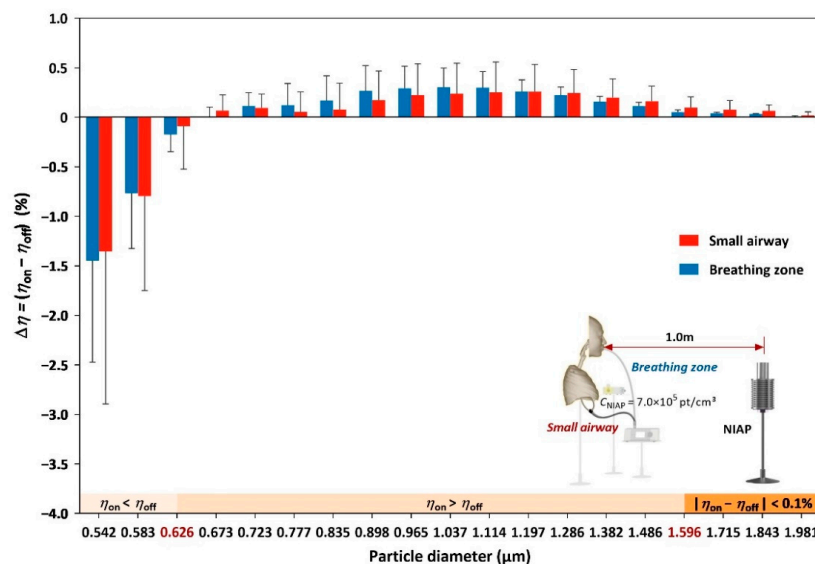 1.0
0.5
0
−0.5
−1.0
−1.5
−2.0
−2.5
−3.0
−3.5
−4.0
Δη = (ηon − ηoff) (%)
Small airway
Breathing zone
1.0m
Breathing zone
CNIAP = 7.0×10⁵ pt/cm³
Small airway
NIAP
ηon < ηoff
ηon > ηoff
| ηon − ηoff | < 0.1%
0.542 0.583 0.626 0.673 0.723 0.777 0.835 0.898 0.965 1.037 1.114 1.197 1.286 1.382 1.486 1.596 1.715 1.843 1.981
Particle diameter (μm)